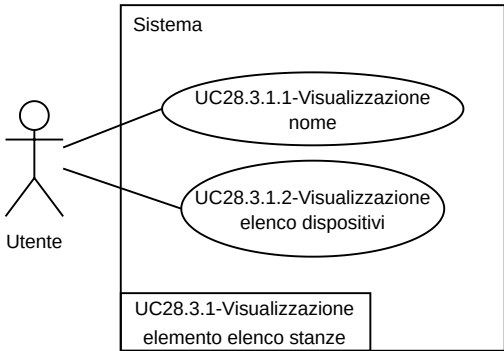 Sistema
UC28.3.1.1-Visualizzazione
nome
UC28.3.1.2-Visualizzazione
elenco dispositivi
Utente
UC28.3.1-Visualizzazione
elemento elenco stanze